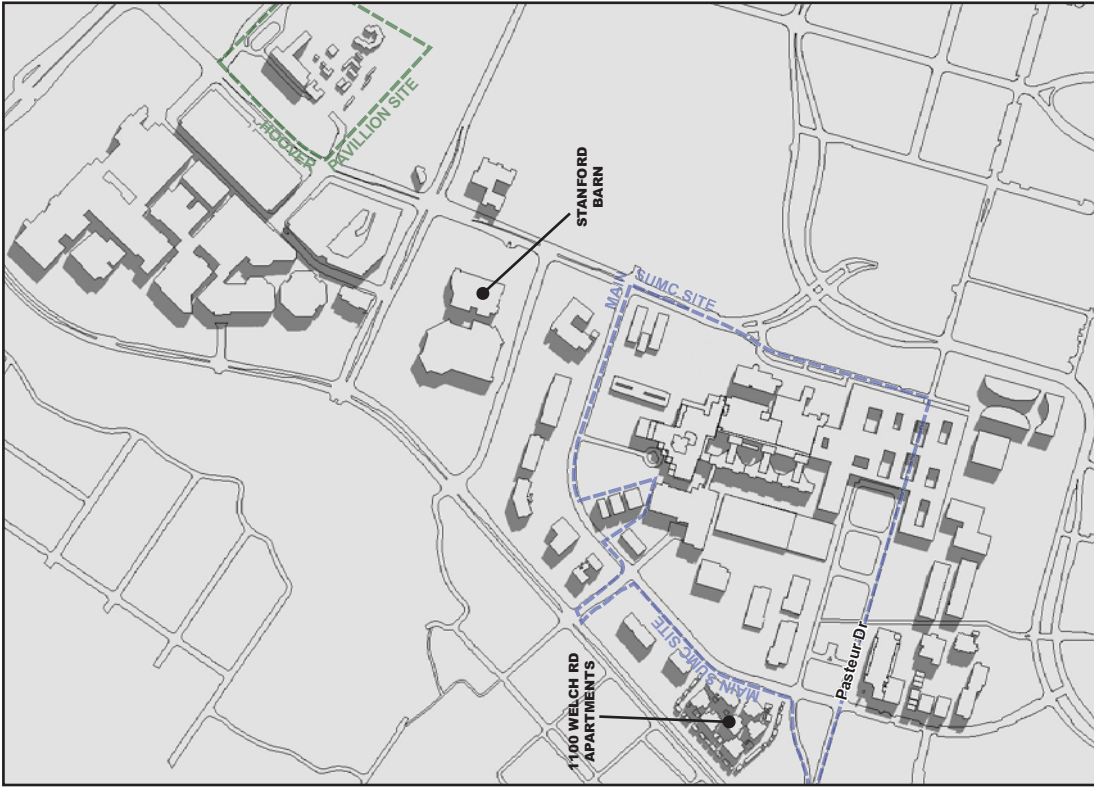 HOOVER PAVILLION SITE
STANFORD
BARN
MAIN SUMC SITE
MAIN SUMC SITE
1100 WELCH RD
APARTMENTS
Pasteur Dr